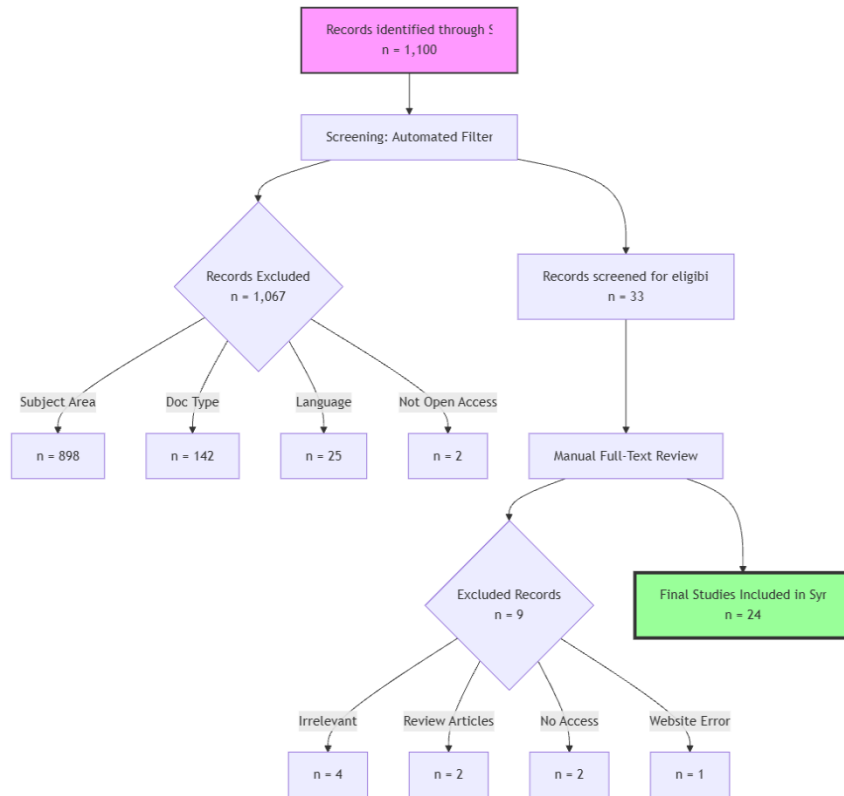 Records identified through S
n = 1,100
Screening: Automated Filter
Records Excluded
n = 1,067
Records screened for eligibi
n = 33
Subject Area
Doc Type
Language
Not Open Access
n = 898
n = 142
n = 25
n = 2
Manual Full-Text Review
Excluded Records
n = 9
Final Studies Included in Syr
n = 24
Irrelevant
Review Articles
No Access
Website Error
n = 4
n = 2
n = 2
n = 1